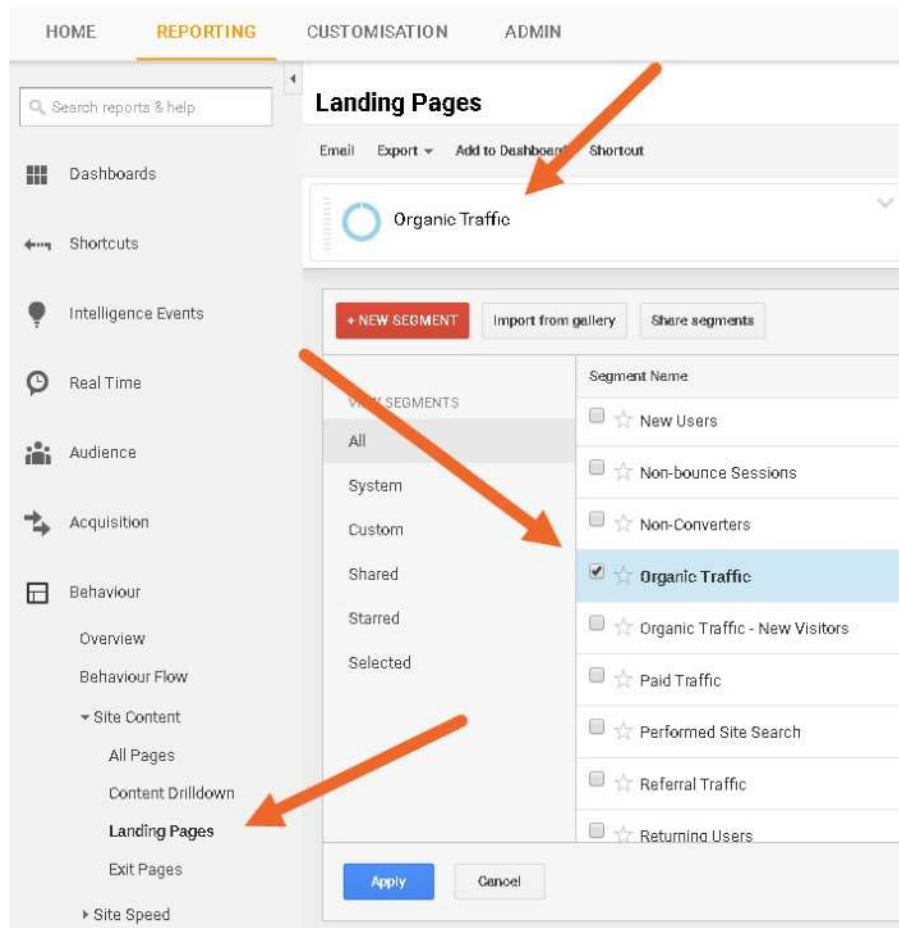 HOME REPORTING CUSTOMISATION ADMIN
Search reports & help
Dashboards
Shortcuts
Intelligence Events
Real Time
Audience
Acquisition
Behaviour
Overview
Behaviour Flow
Site Content
All Pages
Content Drilldown
Landing Pages
Exit Pages
Site Speed
Landing Pages
Email Export Add to Dashboard Shortcut
Organic Traffic
+ NEW SEGMENT Import from gallery Share segments
VIEW SEGMENTS
All
System
Custom
Shared
Starred
Selected
Segment Name
New Users
Non-bounce Sessions
Non-Converters
Organic Traffic
Organic Traffic - New Visitors
Paid Traffic
Performed Site Search
Referral Traffic
Returning Users
Apply Cancel